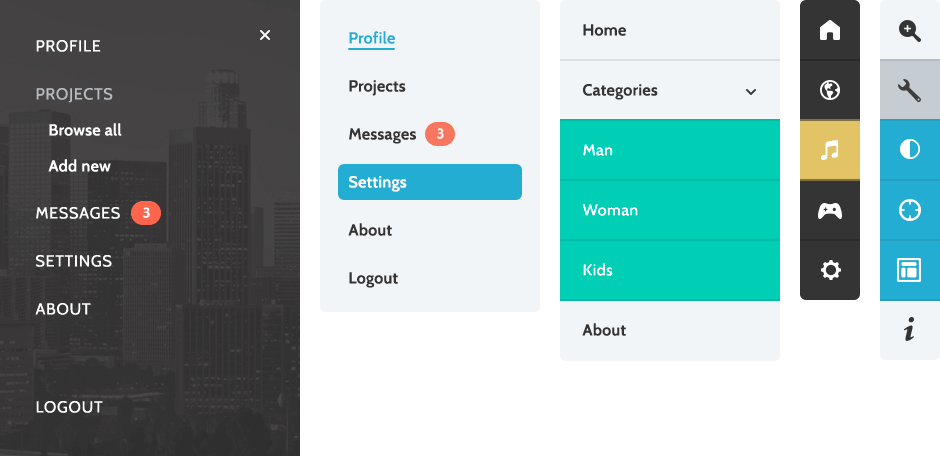 PROFILE
PROJECTS
Browse all
Add new
MESSAGES 3
SETTINGS
ABOUT
LOGOUT
Profile
Projects
Messages 3
Settings
About
Logout
Home
Categories
Man
Woman
Kids
About
i